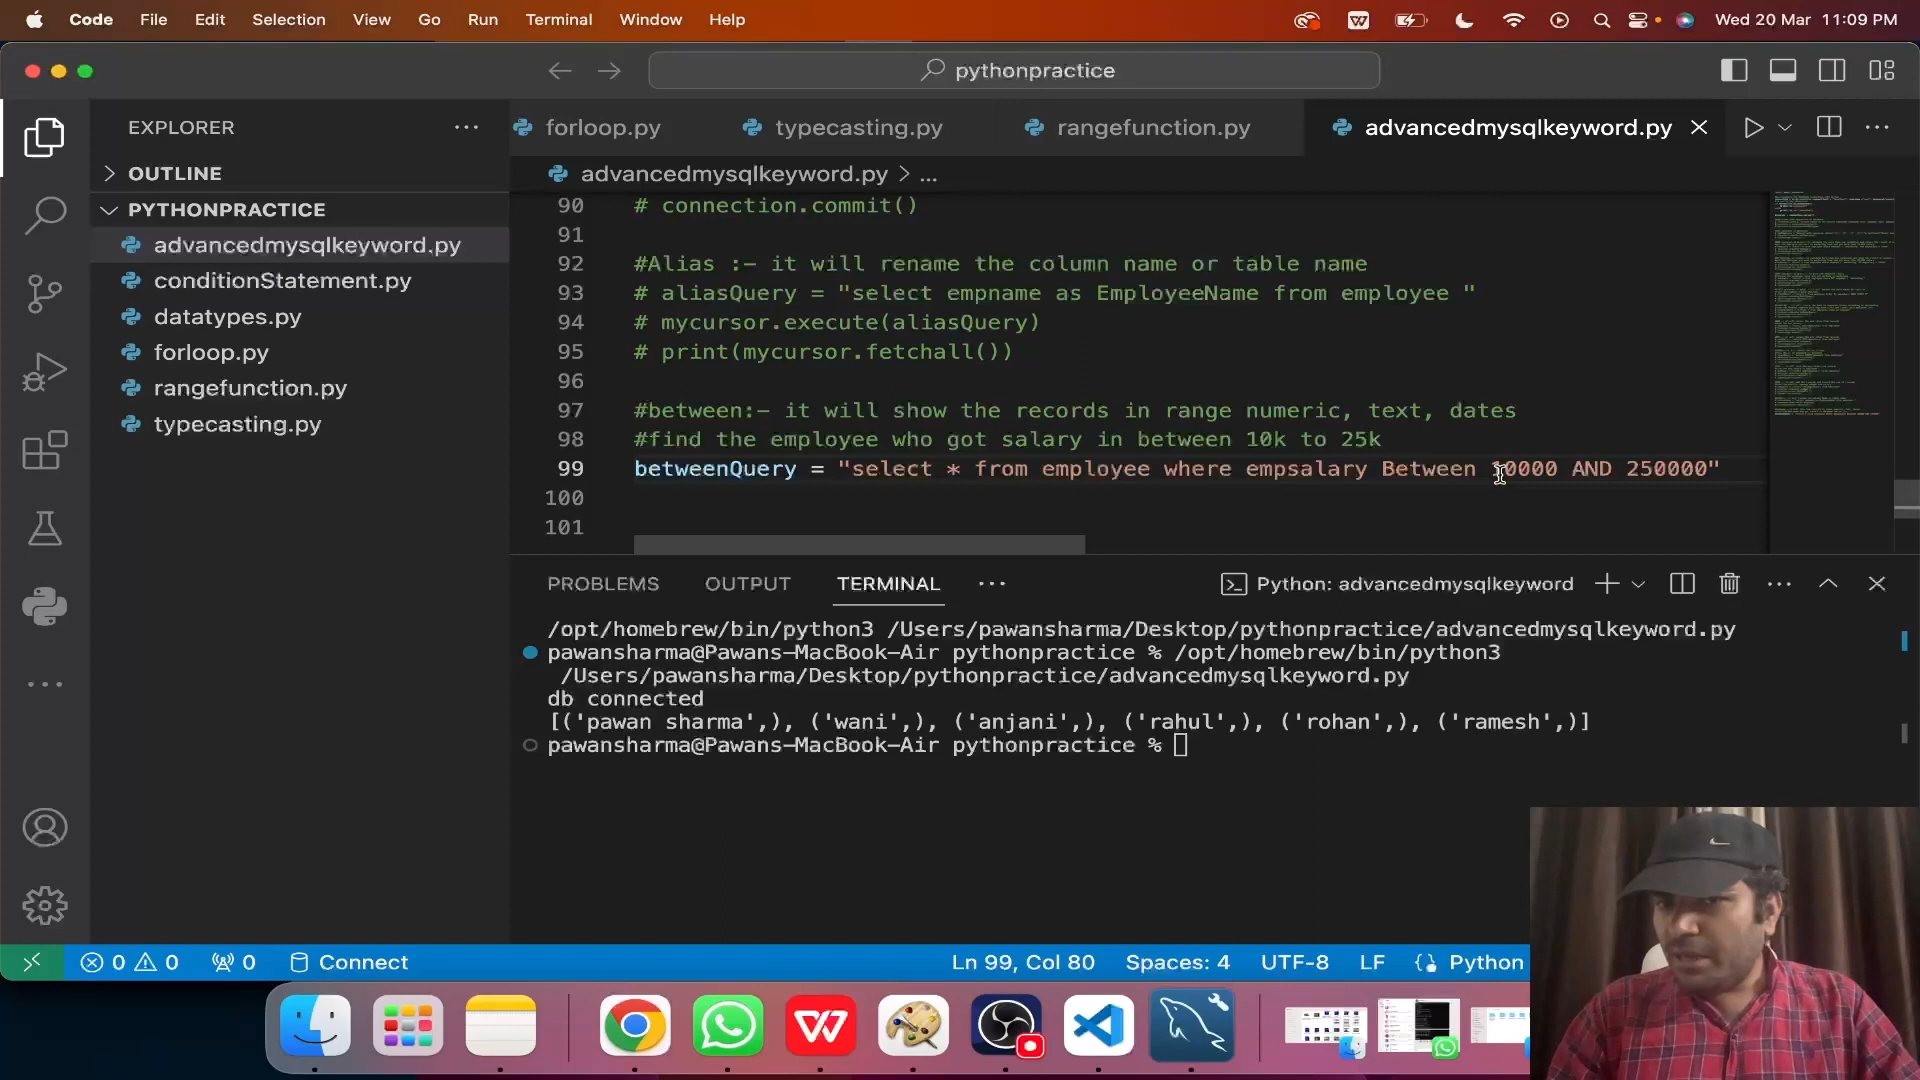 Code File Edit Selection View Go Run Terminal Window Help Wed 20 Mar 11:09 PM
pythonpractice
EXPLORER
OUTLINE
PYTHONPRACTICE
advancedmysqlkeyword.py
conditionStatement.py
datatypes.py
forloop.py
rangefunction.py
typecasting.py
forloop.py typecasting.py rangefunction.py advancedmysqlkeyword.py
advancedmysqlkeyword.py > ...
90 # connection.commit()
91
92 #Alias :- it will rename the column name or table name
93 # aliasQuery = "select empname as EmployeeName from employee "
94 # mycursor.execute(aliasQuery)
95 # print(mycursor.fetchall())
96
97 #between:- it will show the records in range numeric, text, dates
98 #find the employee who got salary in between 10k to 25k
99 betweenQuery = "select * from employee where empsalary Between 10000 AND 250000"
100
101
PROBLEMS OUTPUT TERMINAL ... Python: advancedmysqlkeyword
/opt/homebrew/bin/python3 /Users/pawansharma/Desktop/pythonpractice/advancedmysqlkeyword.py
pawansharma@Pawans-MacBook-Air pythonpractice % /opt/homebrew/bin/python3
/Users/pawansharma/Desktop/pythonpractice/advancedmysqlkeyword.py
db connected
[('pawan sharma',), ('wani',), ('anjani',), ('rahul',), ('rohan',), ('ramesh',)]
pawansharma@Pawans-MacBook-Air pythonpractice %
0 0 0 Connect Ln 99, Col 80 Spaces: 4 UTF-8 LF Python